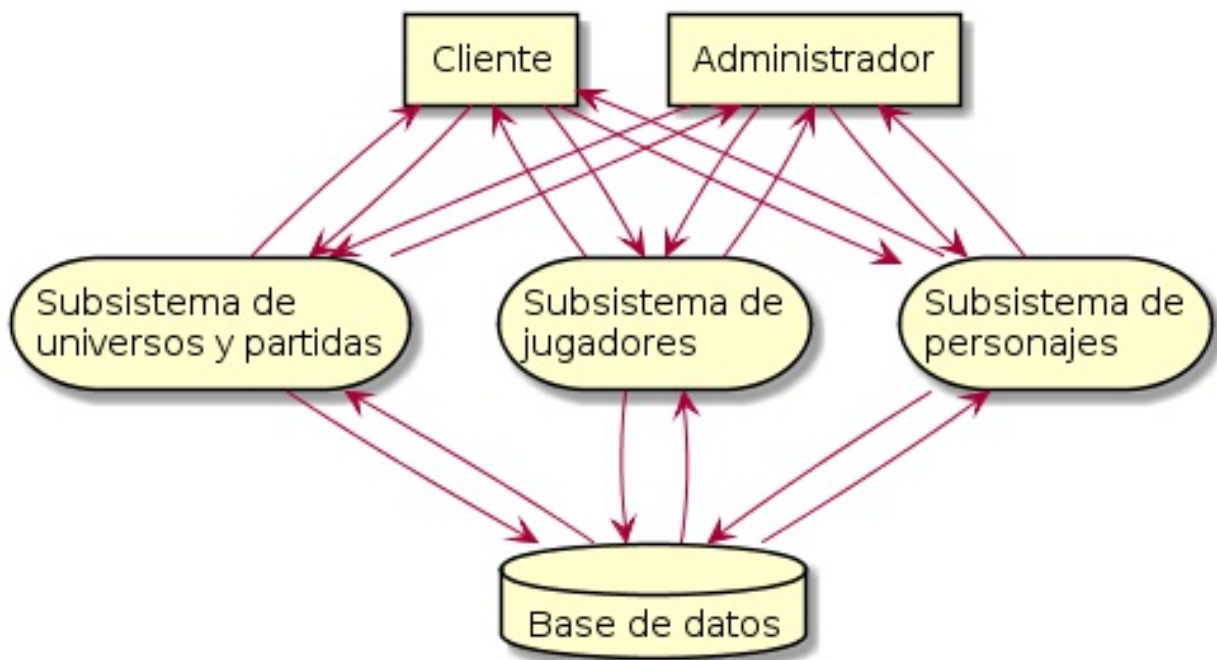 Cliente
Administrador
Subsistema de
universos y partidas
Subsistema de
jugadores
Subsistema de
personajes
Base de datos